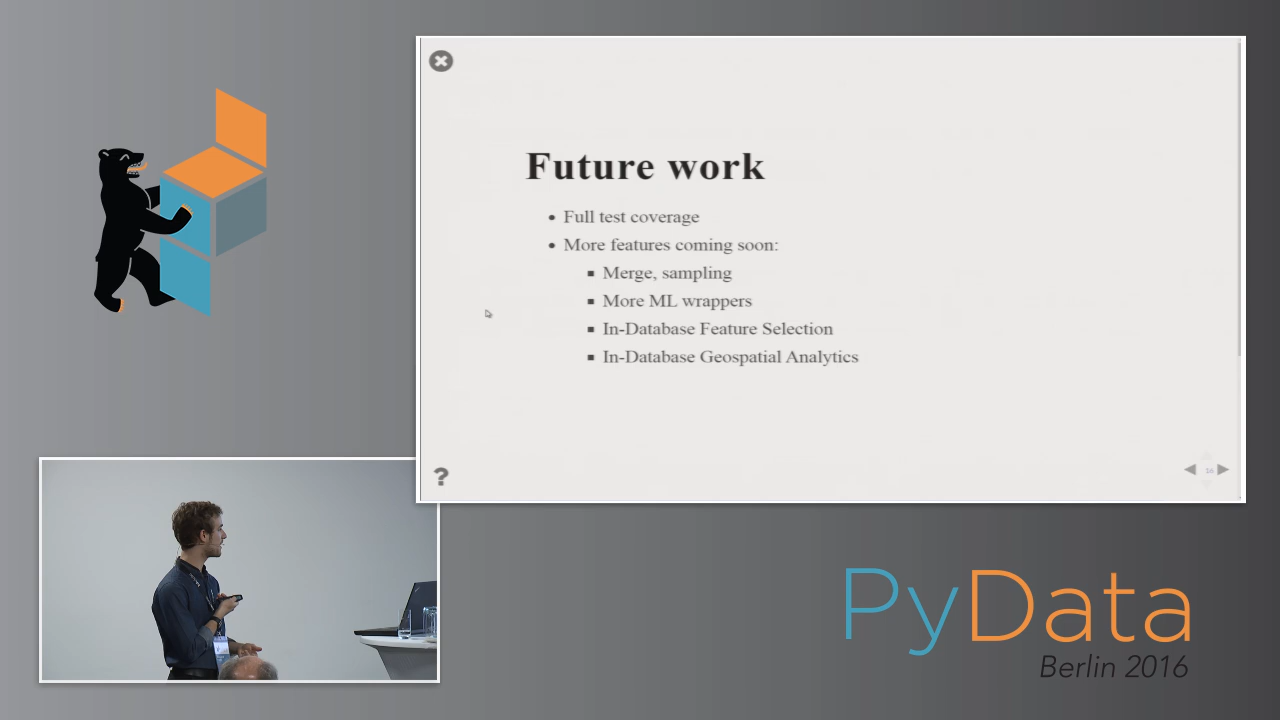 Future work
• Full test coverage
• More features coming soon:
▪ Merge, sampling
▪ More ML wrappers
▪ In-Database Feature Selection
▪ In-Database Geospatial Analytics
?
16
PyData
Berlin 2016